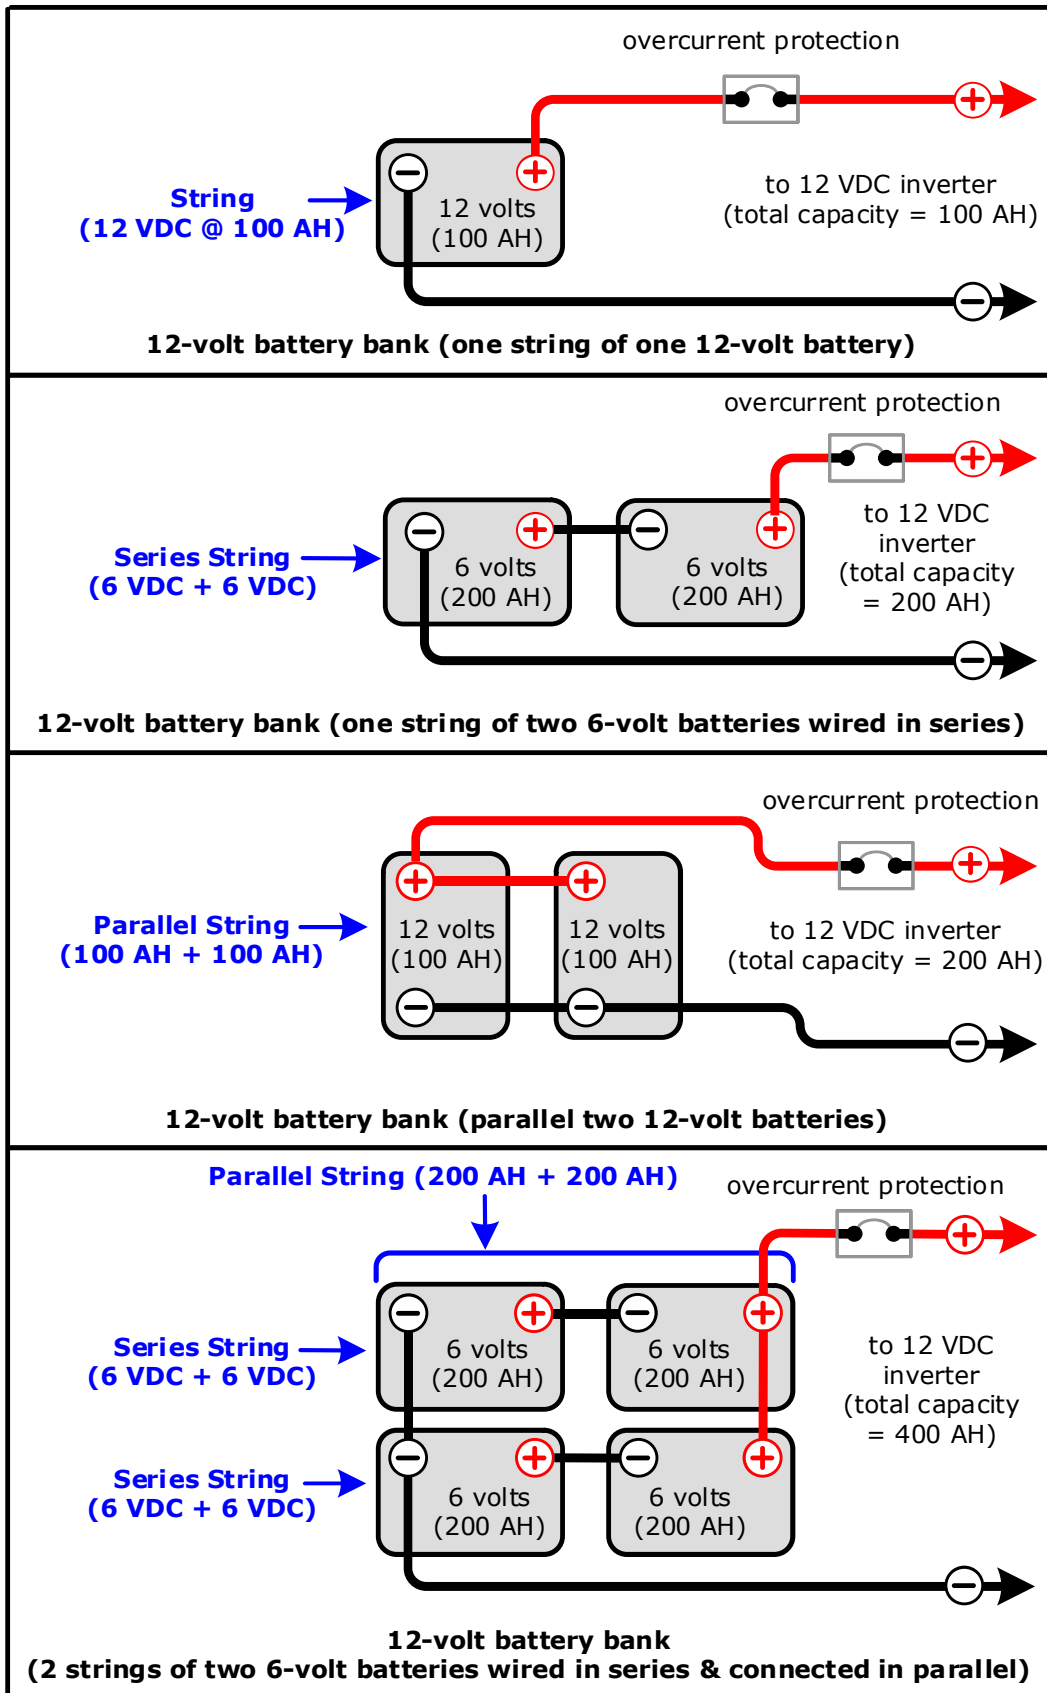 overcurrent protection
String
(12 VDC @ 100 AH)
12 volts
(100 AH)
to 12 VDC inverter
(total capacity = 100 AH)
12-volt battery bank (one string of one 12-volt battery)
overcurrent protection
Series String
(6 VDC + 6 VDC)
6 volts
(200 AH)
6 volts
(200 AH)
to 12 VDC
inverter
(total capacity
= 200 AH)
12-volt battery bank (one string of two 6-volt batteries wired in series)
overcurrent protection
Parallel String
(100 AH + 100 AH)
12 volts
(100 AH)
12 volts
(100 AH)
to 12 VDC inverter
(total capacity = 200 AH)
12-volt battery bank (parallel two 12-volt batteries)
Parallel String (200 AH + 200 AH)
overcurrent protection
Series String
(6 VDC + 6 VDC)
6 volts
(200 AH)
6 volts
(200 AH)
to 12 VDC
inverter
(total capacity
= 400 AH)
Series String
(6 VDC + 6 VDC)
6 volts
(200 AH)
6 volts
(200 AH)
12-volt battery bank
(2 strings of two 6-volt batteries wired in series & connected in parallel)